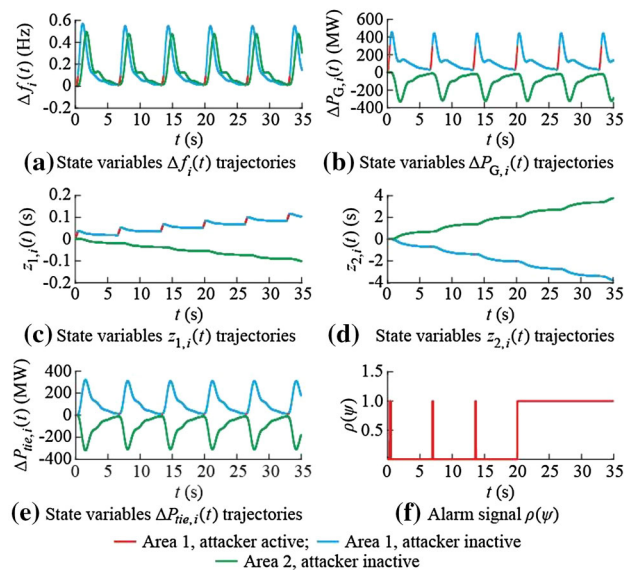 0.6
0.4
0.2
0
-0.2
Δf_i(t) (Hz)
0 5 10 15 20 25 30 35
t (s)
(a) State variables Δf_i(t) trajectories
400
200
0
-200
-400
ΔP_G,i(t) (MW)
0 5 10 15 20 25 30 35
t (s)
(b) State variables ΔP_G,i(t) trajectories
0.2
0.1
0
-0.1
-0.2
z_1,i(t) (s)
0 5 10 15 20 25 30 35
t (s)
(c) State variables z_1,i(t) trajectories
4
2
0
-2
-4
z_2,i(t) (s)
0 5 10 15 20 25 30 35
t (s)
(d) State variables z_2,i(t) trajectories
400
200
0
-200
-400
ΔP_tie,i(t) (MW)
0 5 10 15 20 25 30 35
t (s)
(e) State variables ΔP_tie,i(t) trajectories
1.5
1.0
0.5
ρ(ψ)
0 5 10 15 20 25 30 35
t (s)
(f) Alarm signal ρ(ψ)
Area 1, attacker active; Area 1, attacker inactive
Area 2, attacker inactive